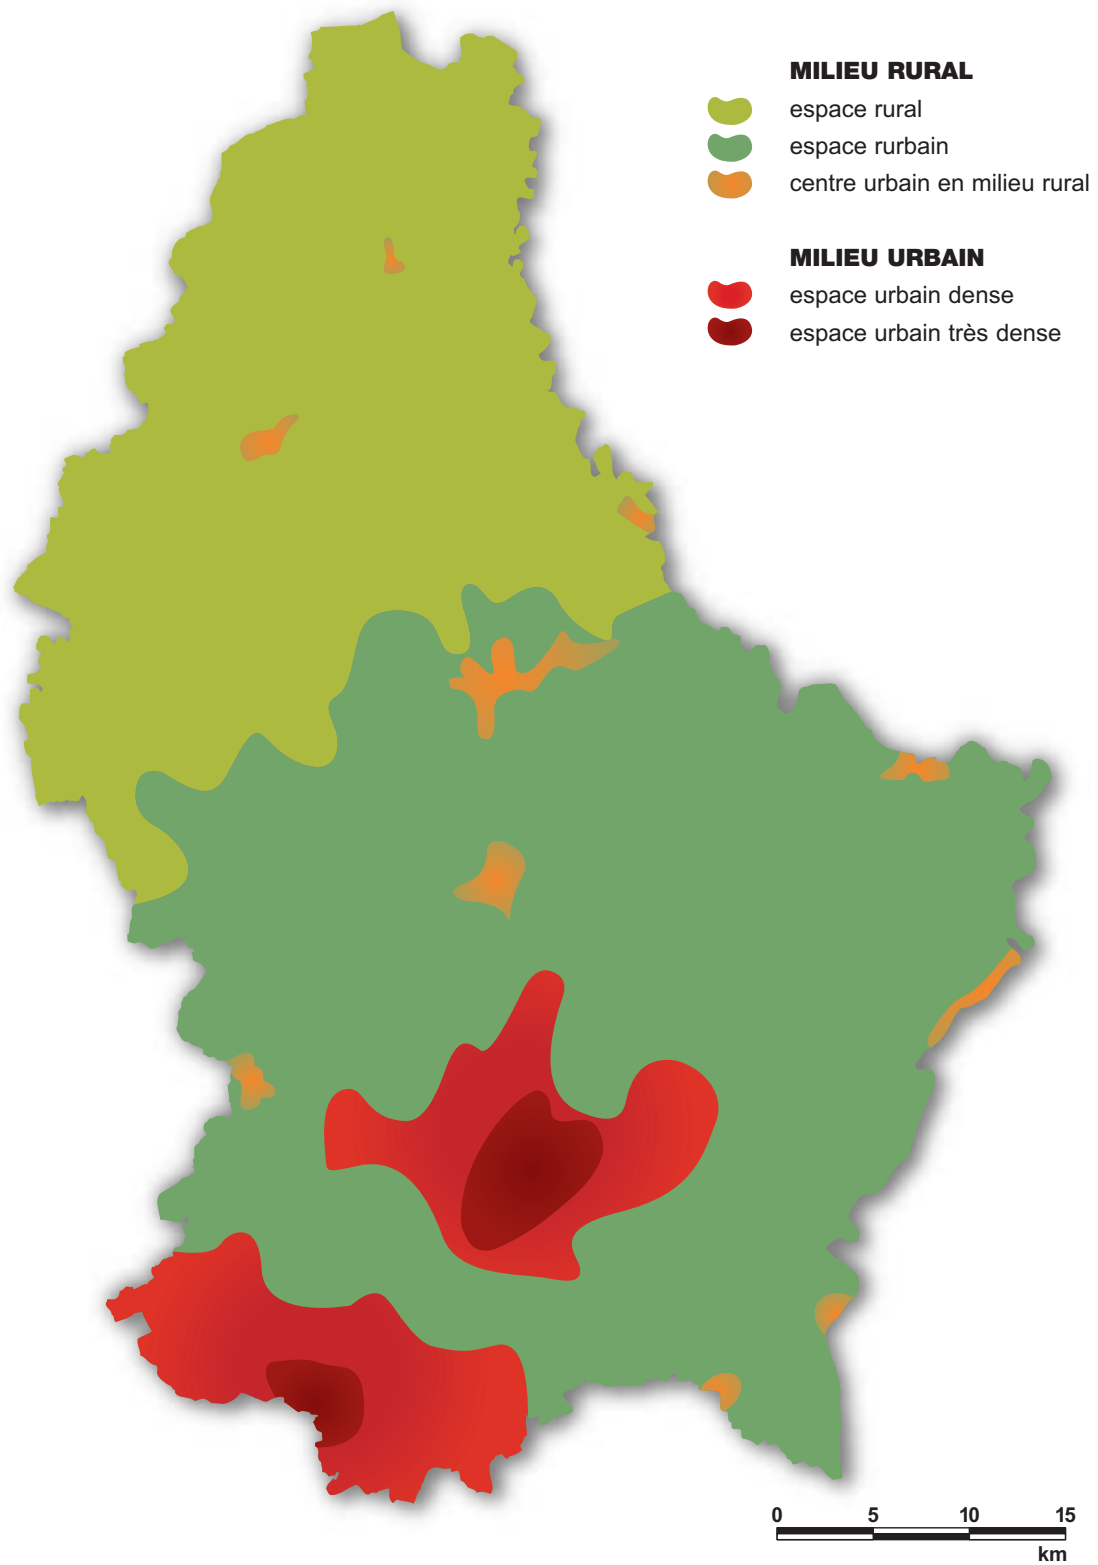 MILIEU RURAL
espace rural
espace rurbain
centre urbain en milieu rural
MILIEU URBAIN
espace urbain dense
espace urbain très dense
0 5 10 15
km